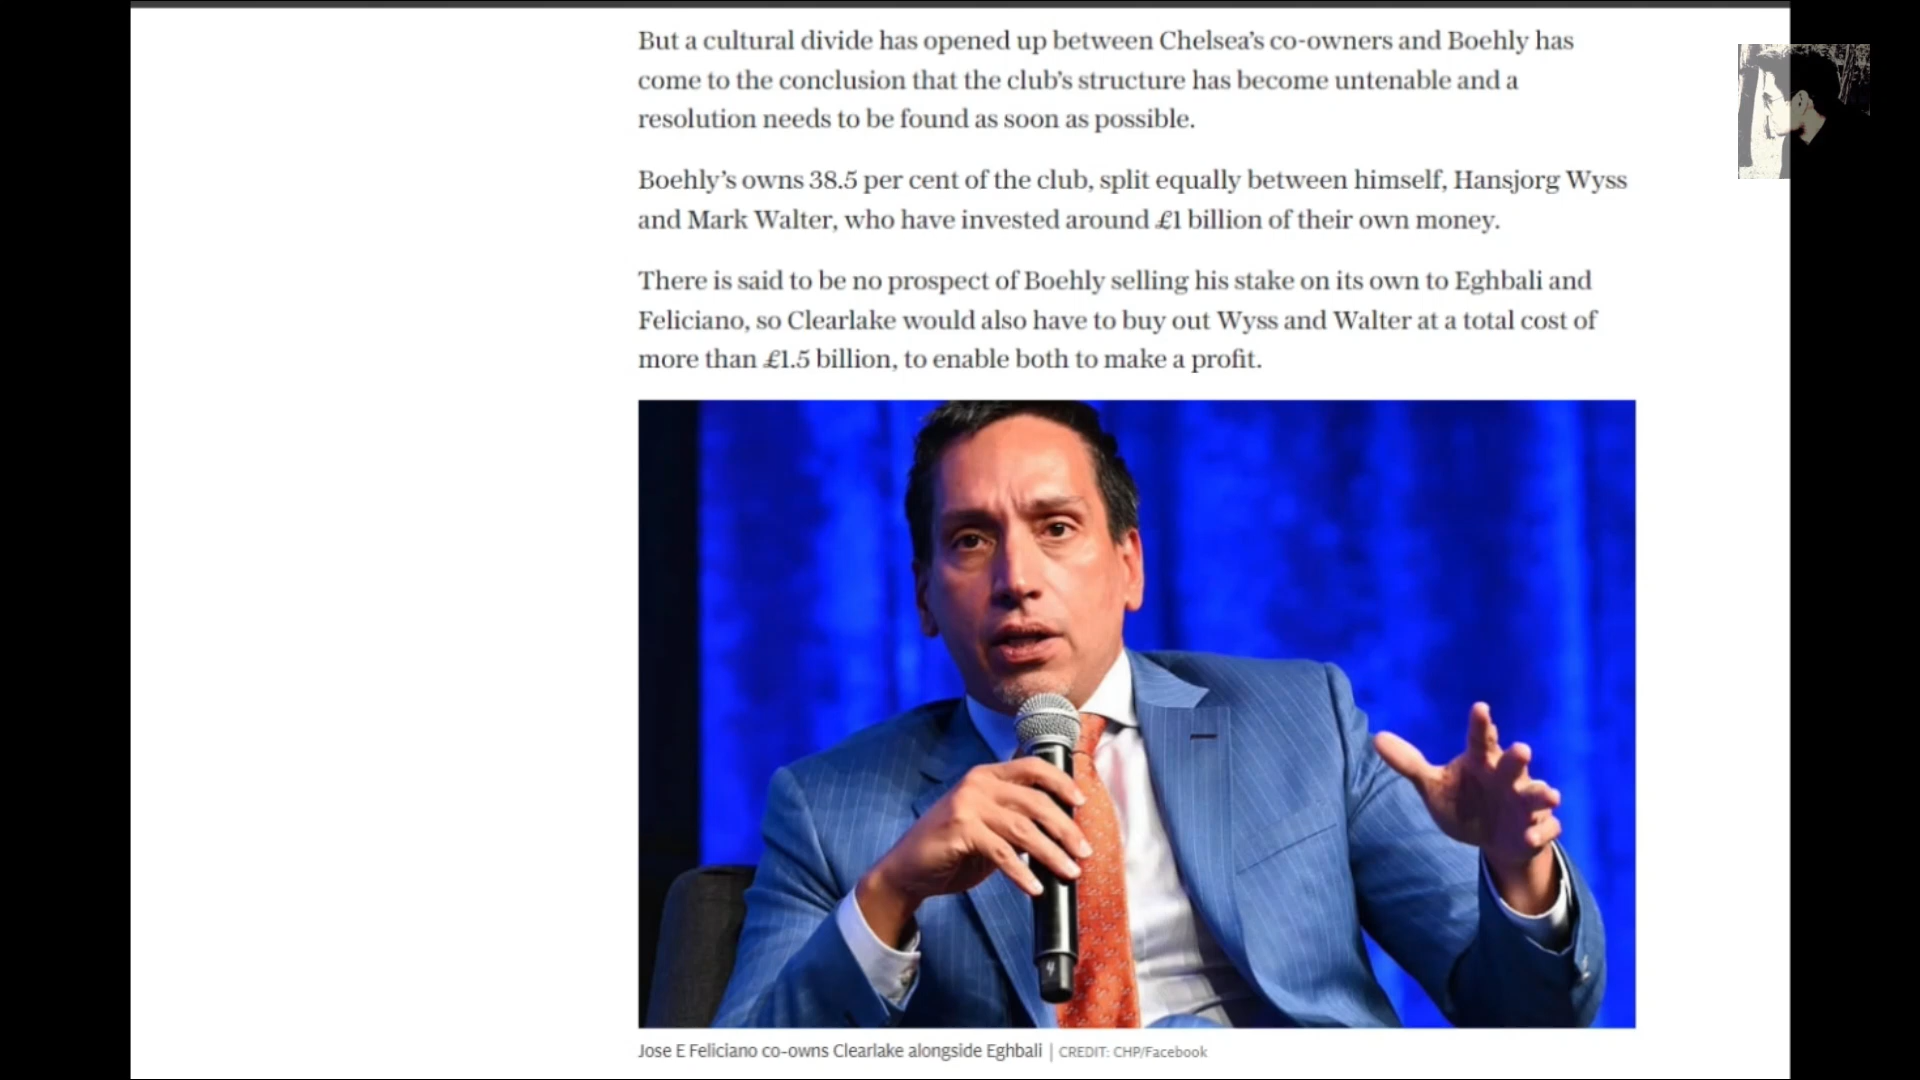 But a cultural divide has opened up between Chelsea’s co-owners and Boehly has
come to the conclusion that the club’s structure has become untenable and a
resolution needs to be found as soon as possible.
Boehly’s owns 38.5 per cent of the club, split equally between himself, Hansjorg Wyss
and Mark Walter, who have invested around £1 billion of their own money.
There is said to be no prospect of Boehly selling his stake on its own to Eghbali and
Feliciano, so Clearlake would also have to buy out Wyss and Walter at a total cost of
more than £1.5 billion, to enable both to make a profit.
Jose E Feliciano co-owns Clearlake alongside Eghbali | CREDIT: CHP/Facebook